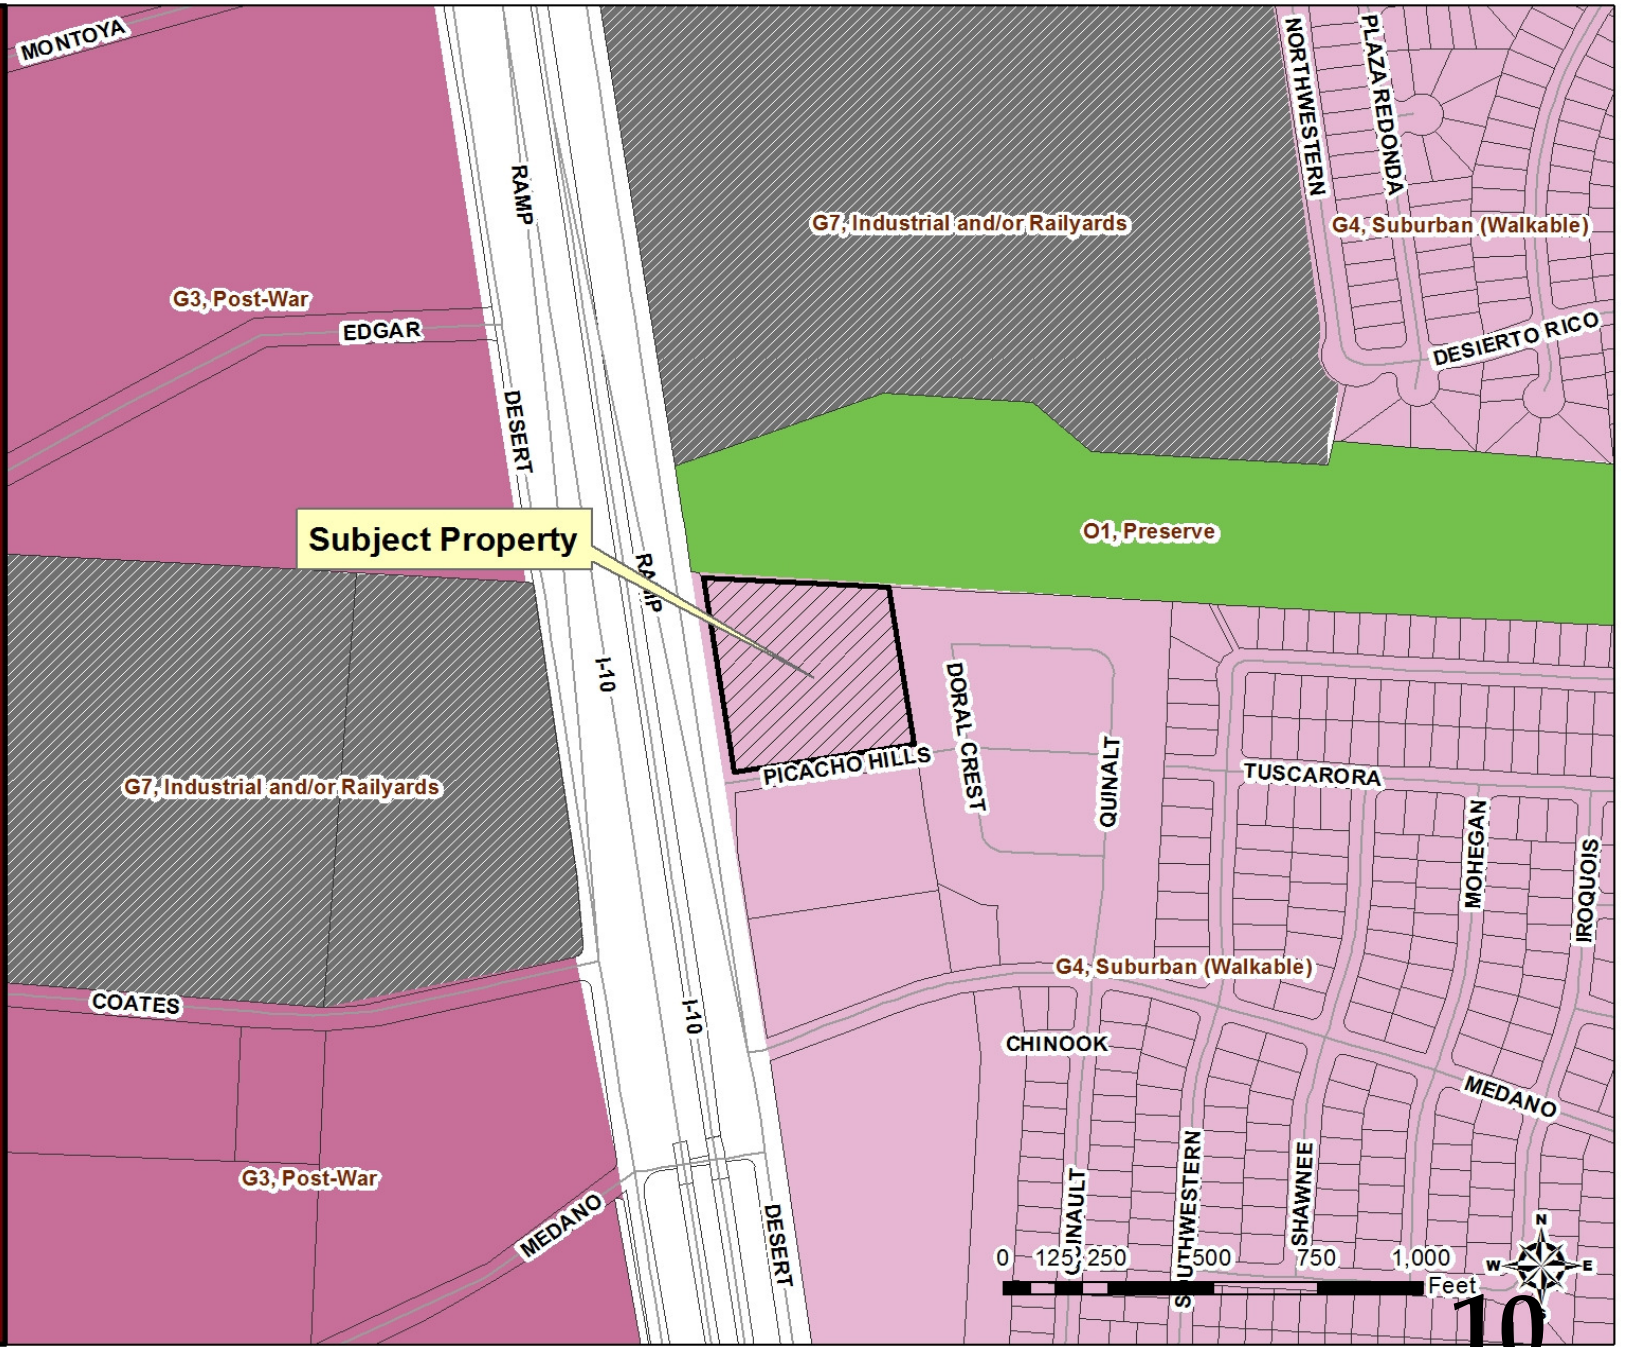 MONTOYA
NORTHWESTERN
PLAZA REDONDA
RAMP
G7, Industrial and/or Railyards
G4, Suburban (Walkable)
G3, Post-War
EDGAR
DESIERTO RICO
DESERT
Subject Property
O1, Preserve
RAMP
I-10
DORAL CREST
PICACHO HILLS
QUINALT
TUSCARORA
G7, Industrial and/or Railyards
MOHEGAN
IROQUOIS
G4, Suburban (Walkable)
COATES
I-10
CHINOOK
MEDANO
G3, Post-War
MEDANO
DESERT
QUINAULT
SOUTHWESTERN
SHAWNEE
0 125 250 500 750 1,000
Feet
N
W E
S
10